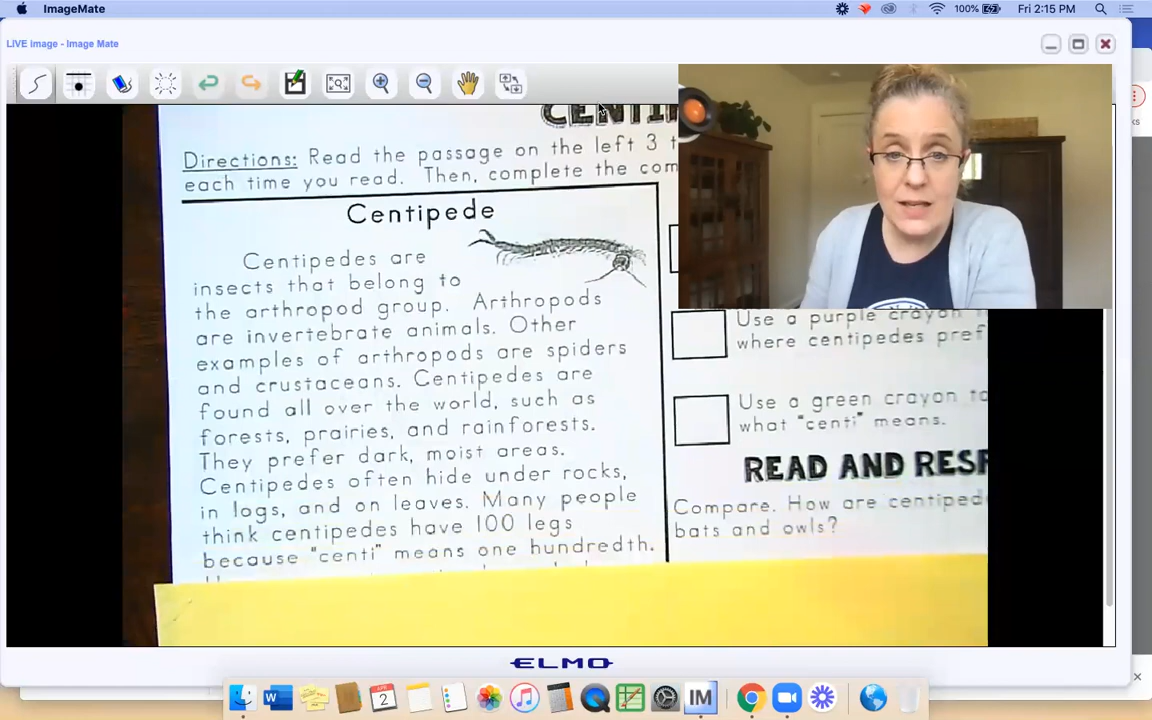 ImageMate
100%
Fri 2:15 PM
LIVE image - Image Mate
Directions: Read the passage on the left 3
each time you read. Then, complete the com
Centipede
Centipedes are
insects that belong to
the arthropod group. Arthropods
are invertebrate animals. Other
examples of arthropods are spiders
and crustaceans. Centipedes are
found all over the world, such as
forests, prairies, and rainforests.
They prefer dark, moist areas.
Centipedes often hide under rocks,
in logs, and on leaves. Many people
think centipedes have 100 legs
because "centi" means one hundredth.
Use a purple crayon
where centipedes pref
Use a green crayon to
what "centi" means.
READ AND RESP
Compare. How are centiped
bats and owls?
ELMO
APR
2
W
IM